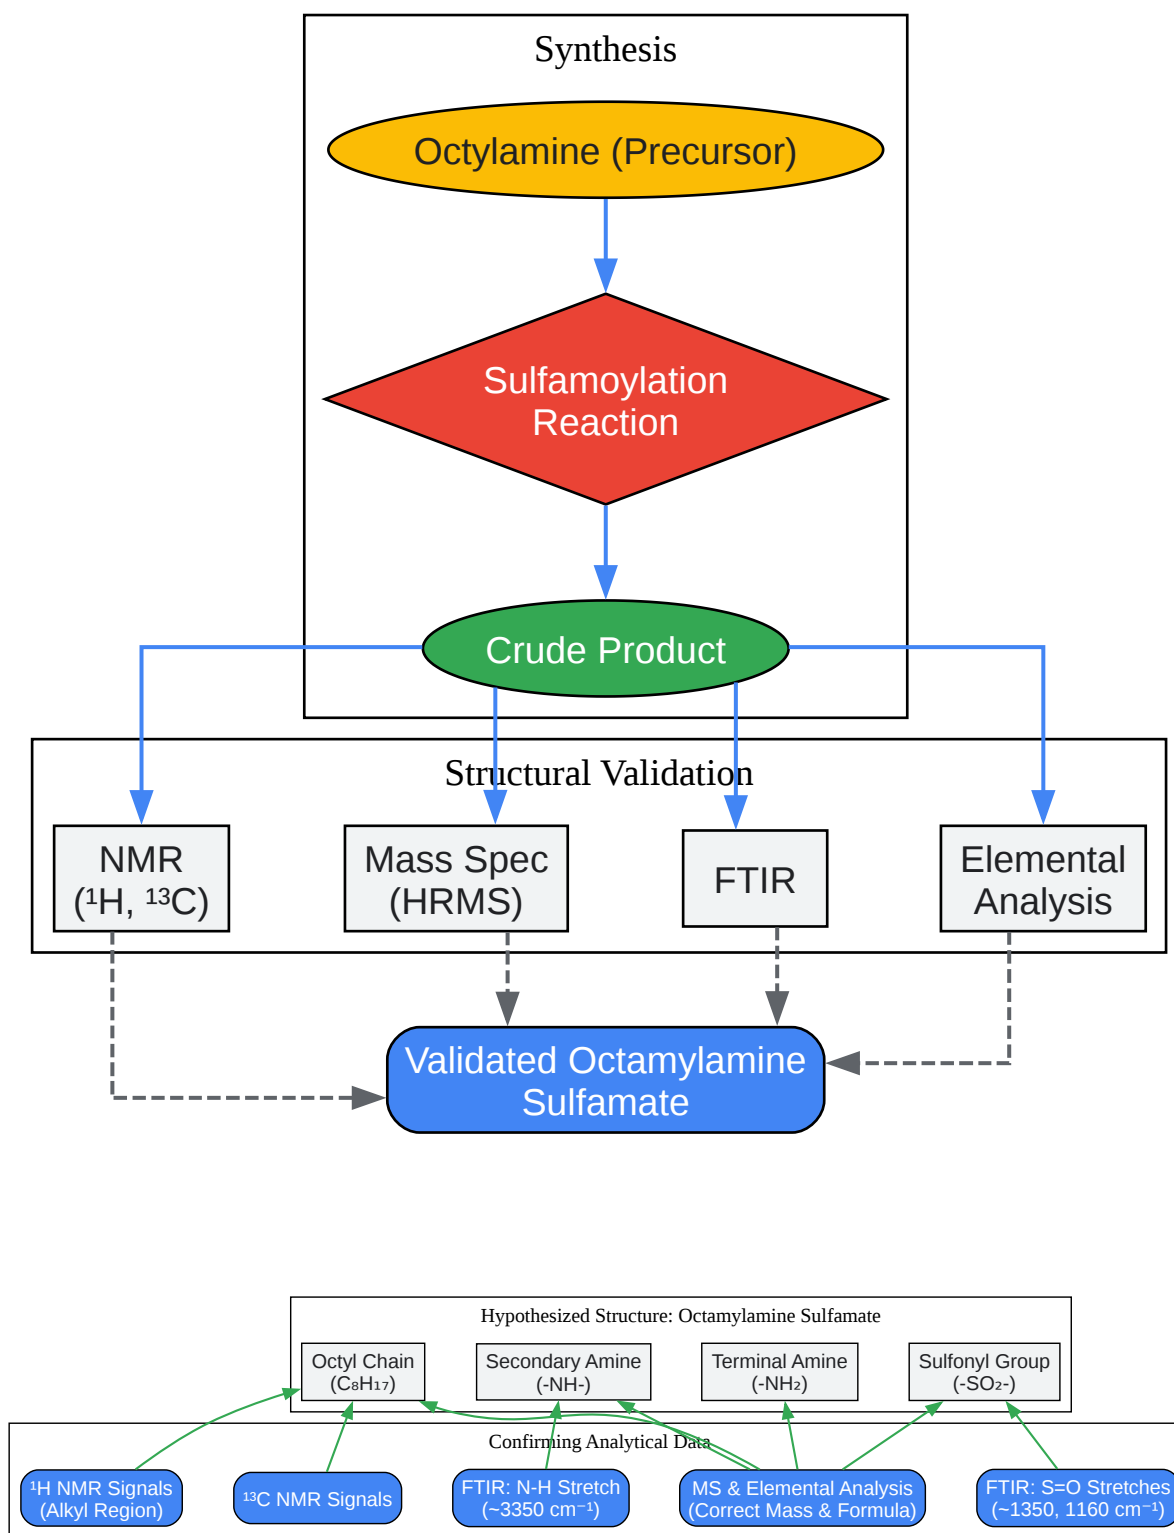 Synthesis
Octylamine (Precursor)
Sulfamoylation
Reaction
Crude Product
Structural Validation
NMR
(¹H, ¹³C)
Mass Spec
(HRMS)
FTIR
Elemental
Analysis
Validated Octamylamine
Sulfamate
Hypothesized Structure: Octamylamine Sulfamate
Octyl Chain
(C₈H₁₇)
Secondary Amine
(-NH-)
Terminal Amine
(-NH₂)
Sulfonyl Group
(-SO₂-)
Confirming Analytical Data
¹H NMR Signals
(Alkyl Region)
¹³C NMR Signals
FTIR: N-H Stretch
(~3350 cm⁻¹)
MS & Elemental Analysis
(Correct Mass & Formula)
FTIR: S=O Stretches
(~1350, 1160 cm⁻¹)